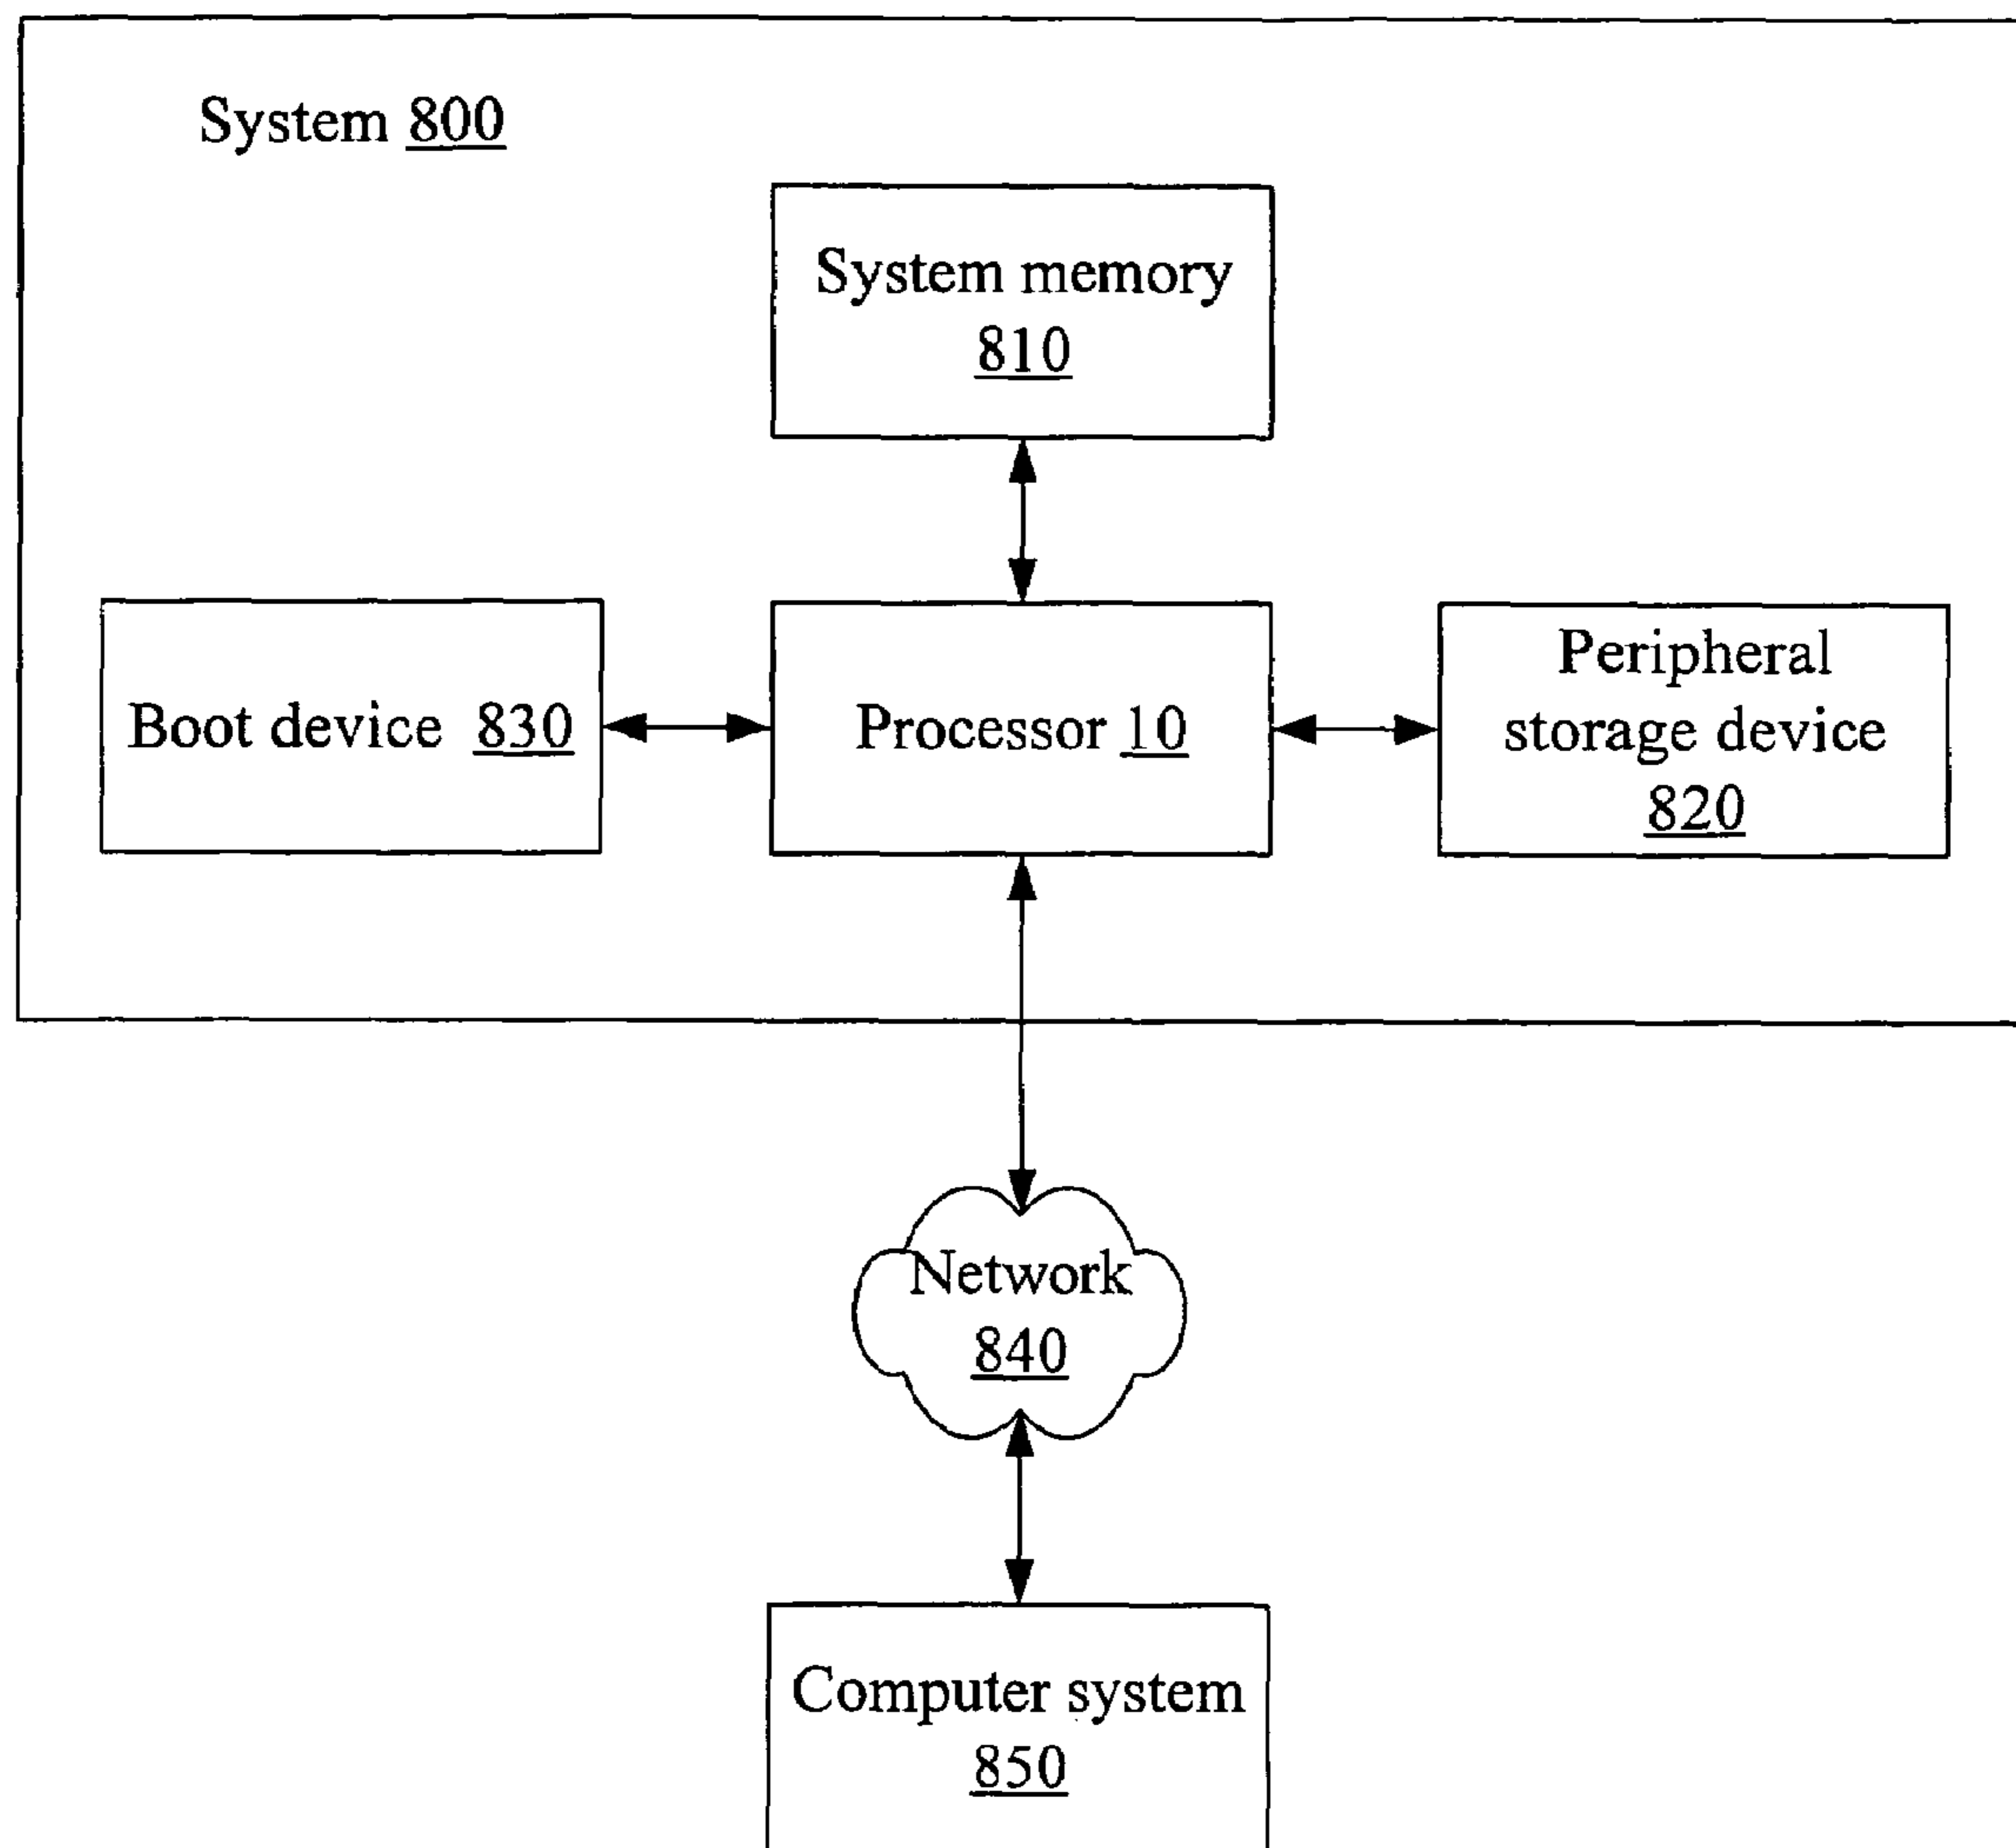 System 800
System memory
810
Boot device 830
Processor 10
Peripheral
storage device
820
Network
840
Computer system
850